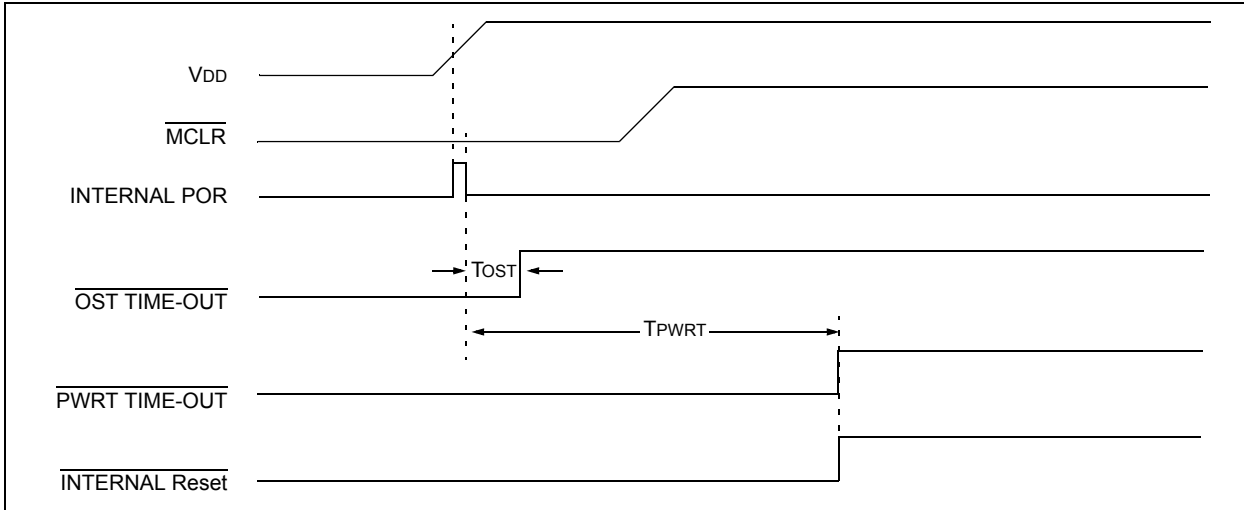 VDD
MCLR
INTERNAL POR
TOST
OST TIME-OUT
TPWRT
PWRT TIME-OUT
INTERNAL Reset